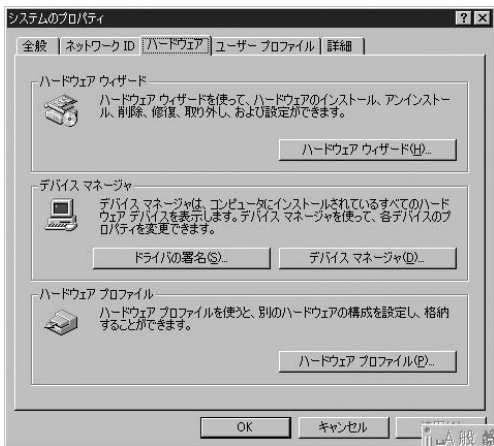 システムのプロパティ
全般 ネットワーク ID ハードウェア ユーザー プロファイル 詳細
ハードウェア ウィザード
ハードウェア ウィザードを使って、ハードウェアのインストール、アンインストー
ル、削除、修復、取り外し、および設定ができます。
ハードウェア ウィザード(H)...
デバイス マネージャ
デバイス マネージャは、コンピュータにインストールされているすべてのハード
ウェア デバイスを表示します。デバイス マネージャを使って、各デバイスのプ
ロパティを変更できます。
ドライバの署名(S)... デバイス マネージャ(D)...
ハードウェア プロファイル
ハードウェア プロファイルを使うと、別のハードウェアの構成を設定し、格納
することができます。
ハードウェア プロファイル(P)...
OK キャンセル
A 般